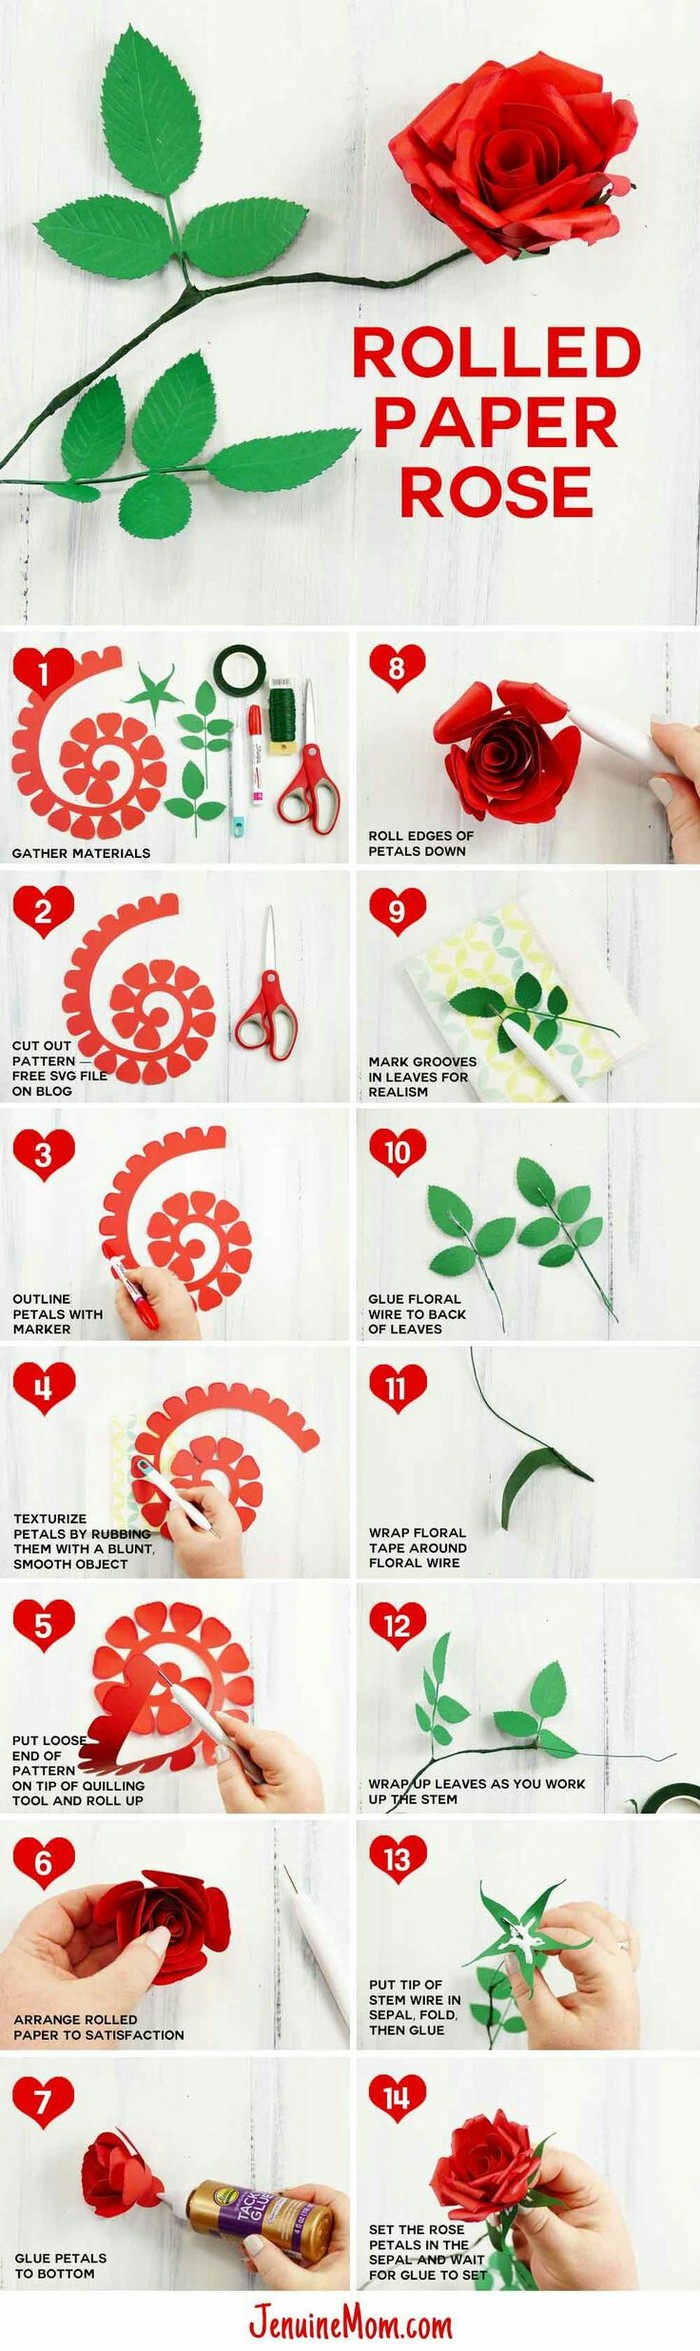 ROLLED
PAPER
ROSE
1
GATHER MATERIALS
2
CUT OUT
PATTERN —
FREE SVG FILE
ON BLOG
3
OUTLINE
PETALS WITH
MARKER
4
TEXTURIZE
PETALS BY RUBBING
THEM WITH A BLUNT,
SMOOTH OBJECT
5
PUT LOOSE
END OF
PATTERN
ON TIP OF QUILLING
TOOL AND ROLL UP
6
ARRANGE ROLLED
PAPER TO SATISFACTION
7
TACKY
GLUE
GLUE PETALS
TO BOTTOM
8
ROLL EDGES OF
PETALS DOWN
9
MARK GROOVES
IN LEAVES FOR
REALISM
10
GLUE FLORAL
WIRE TO BACK
OF LEAVES
11
WRAP FLORAL
TAPE AROUND
FLORAL WIRE
12
WRAP UP LEAVES AS YOU WORK
UP THE STEM
13
PUT TIP OF
STEM WIRE IN
SEPAL, FOLD,
THEN GLUE
14
SET THE ROSE
PETALS IN THE
SEPAL AND WAIT
FOR GLUE TO SET
JenuineMom.com